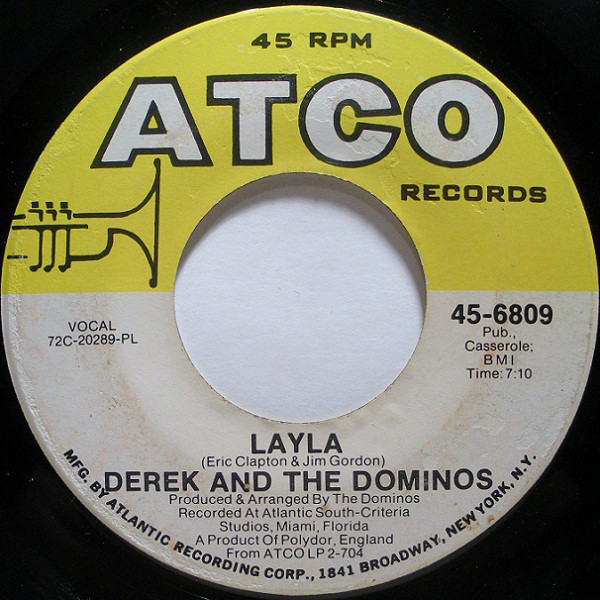 45 RPM
ATCO
RECORDS
VOCAL
72C-20289-PL
45-6809
Pub.,
Casserole;
BMI
Time: 7:10
LAYLA
(Eric Clapton & Jim Gordon)
DEREK AND THE DOMINOS
Produced & Arranged By The Dominos
Recorded At Atlantic South-Criteria
Studios, Miami, Florida
A Product Of Polydor, England
From ATCO LP 2-704
MFG. BY ATLANTIC RECORDING CORP., 1841 BROADWAY, NEW YORK, N.Y.